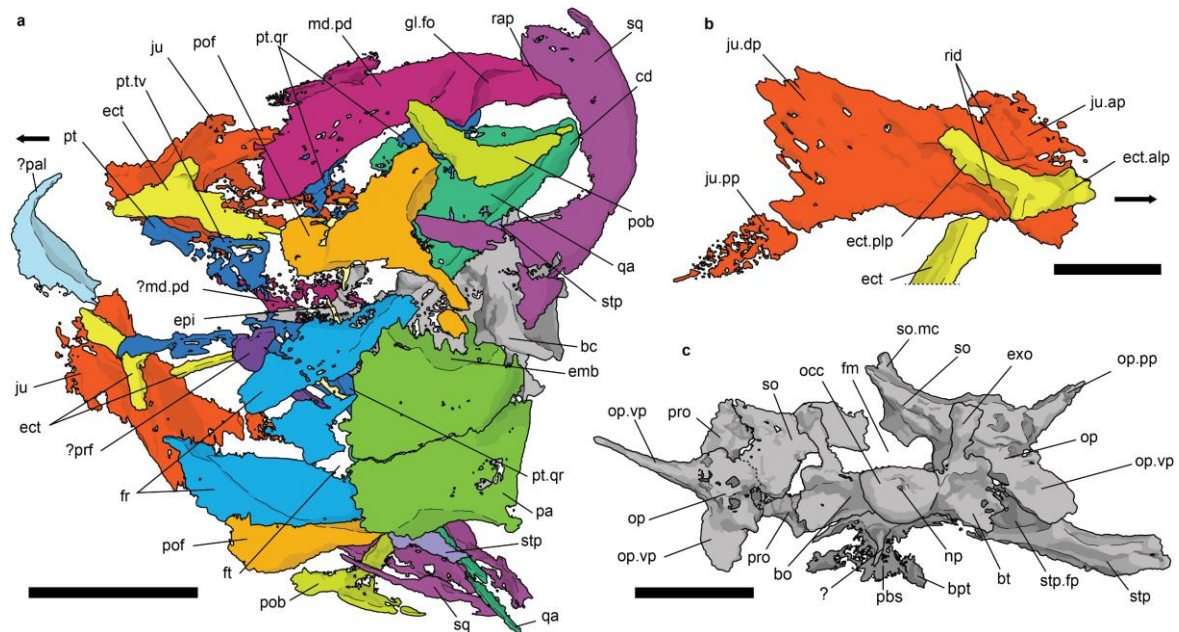 a
ju
pof
pt.qr
md.pd
gl.fo
rap
sq
cd
pt.tv
ect
pt
?pal
pob
qa
stp
?md.pd
epi
bc
emb
ju
ect
?prf
fr
pof
ft
pob
sq
qa
stp
pa
pt.qr
b
ju.dp
rid
ju.ap
ect.alp
ju.pp
ect.plp
ect
c
so.mc
so
exo
op.pp
fm
occ
so
pro
op.vp
op
op.vp
op
op.vp
pro
bo
?
pbs
bpt
np
bt
stp.fp
stp